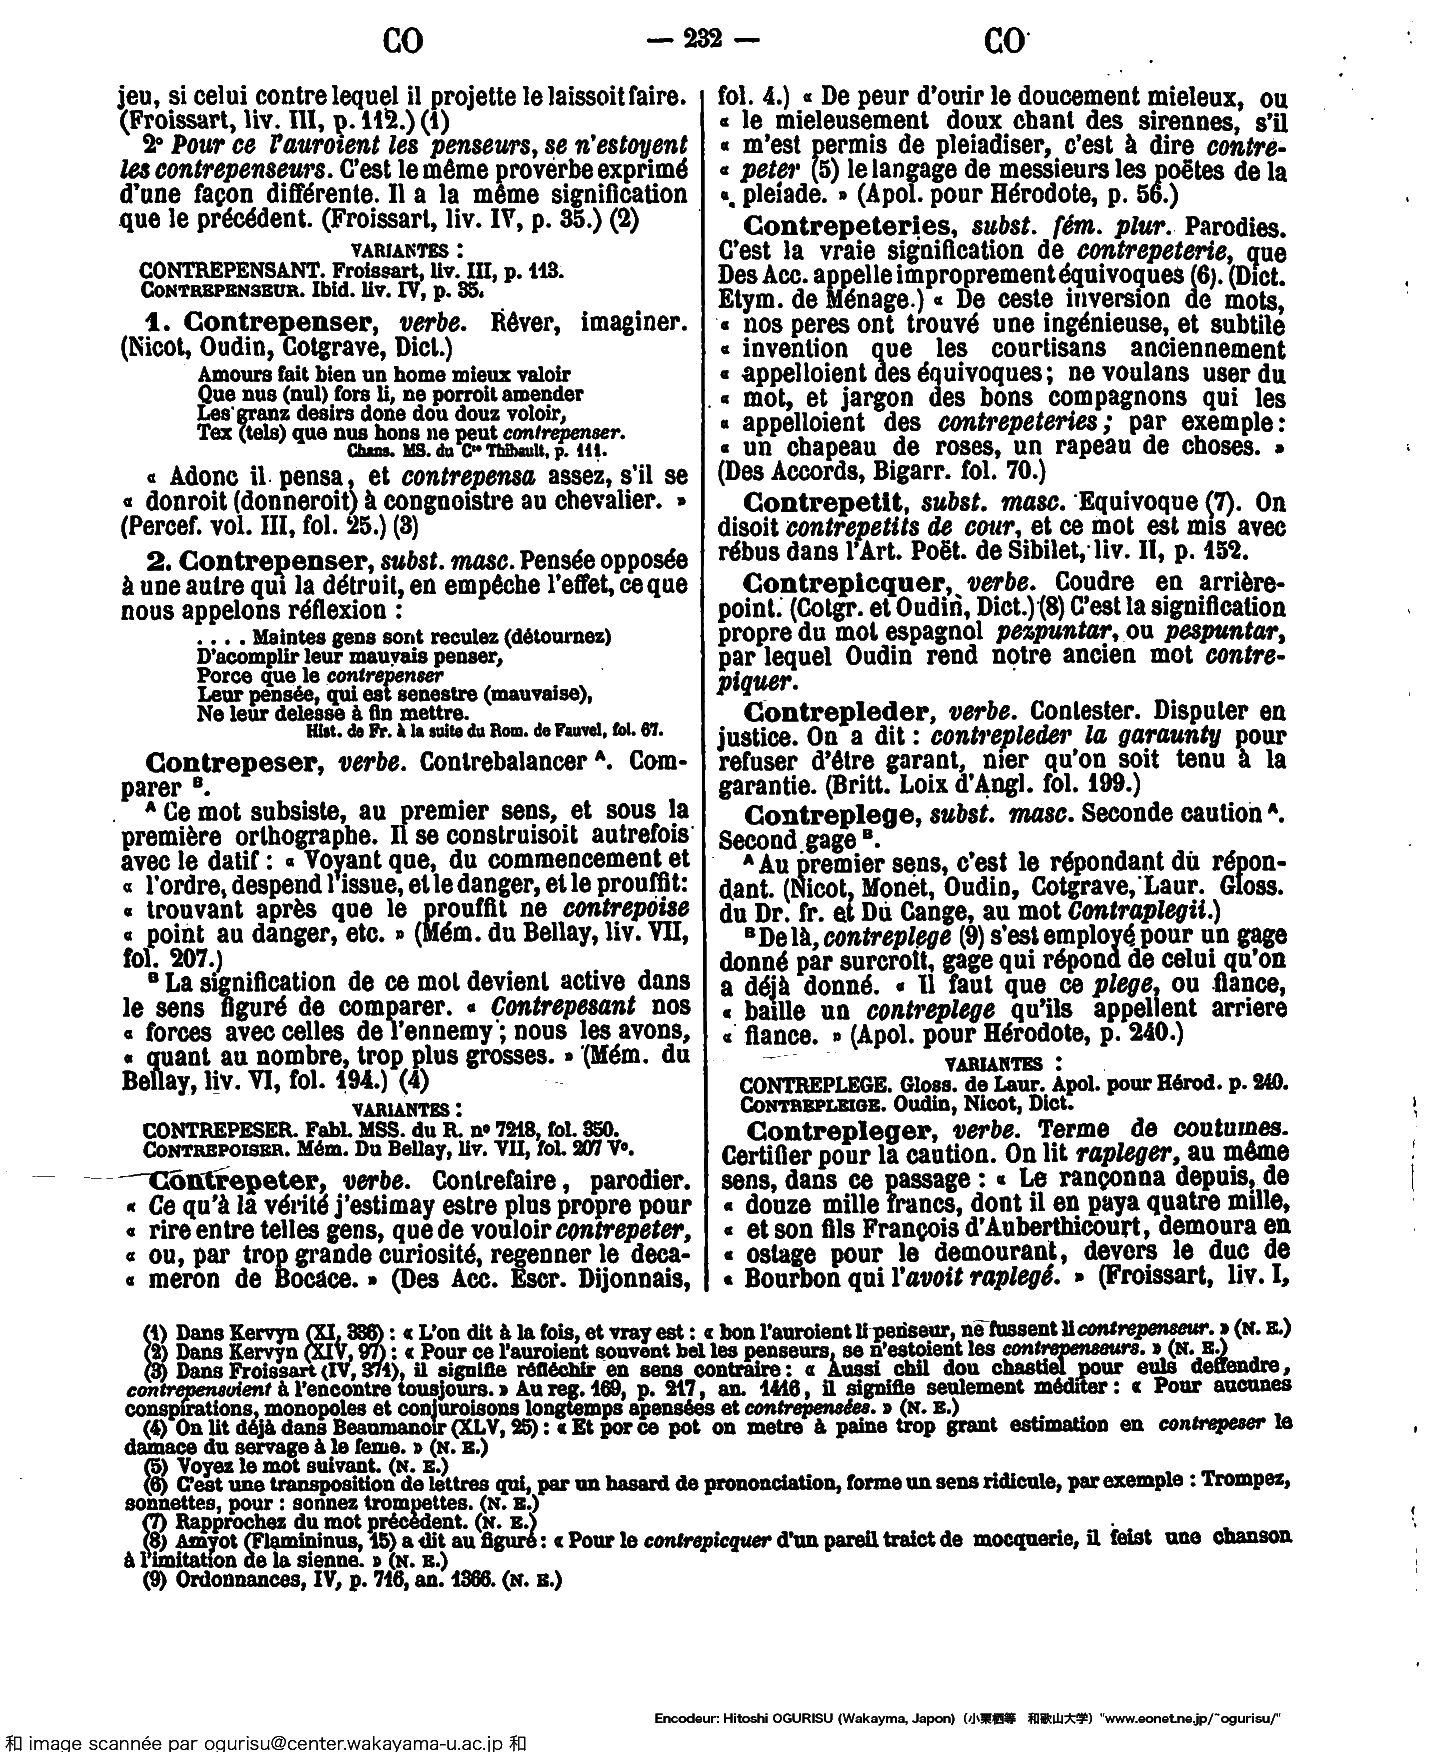 CO — 232 — CO
jeu, si celui contre lequel il projette le laissoit faire.
(Froissart, liv. III, p. 112.) (1)
2º Pour ce l'auroient les penseurs, se n'estoyent
les contrepenseurs. C'est le même proverbe exprimé
d'une façon différente. Il a la même signification
que le précédent. (Froissart, liv. IV, p. 35.) (2)
VARIANTES :
CONTREPENSANT. Froissart, liv. III, p. 113.
CONTREPENSEUR. Ibid. liv. IV, p. 35.
1. Contrepenser, verbe. Rêver, imaginer.
(Nicot, Oudin, Cotgrave, Dict.)
Amours fait bien un home mieux valoir
Que nus (nul) fors li, ne porroit amender
Les granz desirs done dou douz voloir,
Tex (tels) que nus hons ne peut contrepenser.
Chans. MS. du Cte Thibault, p. 111.
« Adonc il pensa, et contrepensa assez, s'il se
« donroit (donneroit) à congnoistre au chevalier. »
(Percef. vol. III, fol. 25.) (3)
2. Contrepenser, subst. masc. Pensée opposée
à une autre qui la détruit, en empêche l'effet, ce que
nous appelons réflexion :
.... Maintes gens sont reculez (détournez)
D'acomplir leur mauvais penser,
Porce que le contrepenser
Leur pensée, qui est senestre (mauvaise),
Ne leur delesse à fin mettre.
Hist. de Fr. à la suite du Rom. de Fauvel, fol. 67.
Contrepeser, verbe. Contrebalancer A. Com-
parer B.
A Ce mot subsiste, au premier sens, et sous la
première orthographe. Il se construisoit autrefois
avec le datif : « Voyant que, du commencement et
« l'ordre, despend l'issue, et le danger, et le prouffit:
« trouvant après que le prouffit ne contrepoise
« point au danger, etc. » (Mém. du Bellay, liv. VII,
fol. 207.)
B La signification de ce mot devient active dans
le sens figuré de comparer. « Contrepesant nos
« forces avec celles de l'ennemy ; nous les avons,
« quant au nombre, trop plus grosses. » (Mém. du
Bellay, liv. VI, fol. 194.) (4)
VARIANTES :
CONTREPESER. Fabl. MSS. du R. nº 7218, fol. 350.
CONTREPOISER. Mém. Du Bellay, liv. VII, fol. 207 Vº.
Contrepeter, verbe. Contrefaire, parodier.
« Ce qu'à la vérité j'estimay estre plus propre pour
« rire entre telles gens, que de vouloir contrepeter,
« ou, par trop grande curiosité, regenner le deca-
« meron de Bocace. » (Des Acc. Escr. Dijonnais,
fol. 4.) « De peur d'ouir le doucement mieleux, ou
« le mieleusement doux chant des sirennes, s'il
« m'est permis de pleiadiser, c'est à dire contre-
« peter (5) le langage de messieurs les poëtes de la
« pleiade. » (Apol. pour Hérodote, p. 56.)
Contrepeteries, subst. fém. plur. Parodies.
C'est la vraie signification de contrepeterie, que
Des Acc. appelle improprement équivoques (6). (Dict.
Etym. de Ménage.) « De ceste inversion de mots,
« nos peres ont trouvé une ingénieuse, et subtile
« invention que les courtisans anciennement
« appelloient des équivoques ; ne voulans user du
« mot, et jargon des bons compagnons qui les
« appelloient des contrepeteries ; par exemple :
« un chapeau de roses, un rapeau de choses. »
(Des Accords, Bigarr. fol. 70.)
Contrepetit, subst. masc. Equivoque (7). On
disoit contrepetits de cour, et ce mot est mis avec
rébus dans l'Art. Poët. de Sibilet, liv. II, p. 152.
Contrepicquer, verbe. Coudre en arrière-
point. (Cotgr. et Oudin, Dict.) (8) C'est la signification
propre du mot espagnol pezpuntar, ou pespuntar,
par lequel Oudin rend notre ancien mot contre-
piquer.
Contrepleder, verbe. Contester. Disputer en
justice. On a dit : contrepleder la garaunty pour
refuser d'être garant, nier qu'on soit tenu à la
garantie. (Britt. Loix d'Angl. fol. 199.)
Contreplege, subst. masc. Seconde caution A.
Second gage B.
A Au premier sens, c'est le répondant du répon-
dant. (Nicot, Monet, Oudin, Cotgrave, Laur. Gloss.
du Dr. fr. et Du Cange, au mot Contraplegii.)
B De là, contreplege (9) s'est employé pour un gage
donné par surcroit, gage qui répond de celui qu'on
a déjà donné. « Il faut que ce plege, ou fiance,
« baille un contreplege qu'ils appellent arriere
« fiance. » (Apol. pour Hérodote, p. 240.)
VARIANTES :
CONTREPLEGE. Gloss. de Laur. Apol. pour Hérod. p. 240.
CONTREPLEIGE. Oudin, Nicot, Dict.
Contrepleger, verbe. Terme de coutumes.
Certifier pour la caution. On lit rapleger, au même
sens, dans ce passage : « Le rançonna depuis, de
« douze mille francs, dont il en paya quatre mille,
« et son fils François d'Auberthicourt, demoura en
« ostage pour le demourant, devers le duc de
« Bourbon qui l'avoit raplegé. » (Froissart, liv. I,
(1) Dans Kervyn (XI, 336) : « L'on dit à la fois, et vray est : « bon l'auroient li penseur, ne fussent li contrepenseur. » (N. E.)
(2) Dans Kervyn (XIV, 97) : « Pour ce l'auroient souvent bel les penseurs, se n'estoient les contrepenseurs. » (N. E.)
(3) Dans Froissart (IV, 371), il signifie réfléchir en sens contraire : « Aussi chil dou chastiel pour euls deffendre,
contrepensoient à l'encontre tousjours. » Au reg. 169, p. 217, an. 1416, il signifie seulement méditer : « Pour aucunes
conspirations, monopoles et conjuroisons longtemps apensées et contrepensées. » (N. E.)
(4) On lit déjà dans Beaumanoir (XLV, 25) : « Et por ce pot on metre à paine trop grant estimation en contrepeser le
damace du servage à le feme. » (N. E.)
(5) Voyez le mot suivant. (N. E.)
(6) C'est une transposition de lettres qui, par un hasard de prononciation, forme un sens ridicule, par exemple : Trompez,
sonnettes, pour : sonnez trompettes. (N. E.)
(7) Rapprochez du mot précédent. (N. E.)
(8) Amyot (Flamininus, 15) a dit au figuré : « Pour le contrepicquer d'un pareil traict de mocquerie, il feist une chanson
à l'imitation de la sienne. » (N. E.)
(9) Ordonnances, IV, p. 716, an. 1366. (N. E.)
Encodeur: Hitoshi OGURISU (Wakayma, Japon) (小栗栖等 和歌山大学) "www.eonet.ne.jp/~ogurisu/"
和 image scannée par ogurisu@center.wakayama-u.ac.jp 和